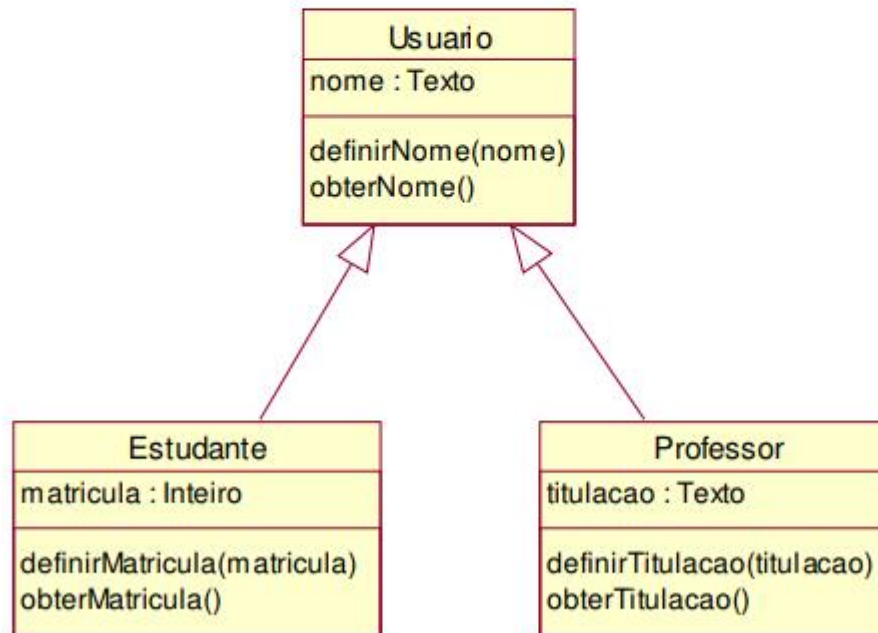 Usuario
nome : Texto
definirNome(nome)
obterNome()
Estudante
matricula : Inteiro
definirMatricula(matricula)
obterMatricula()
Professor
titulacao : Texto
definirTitulacao(titulacao)
obterTitulacao()